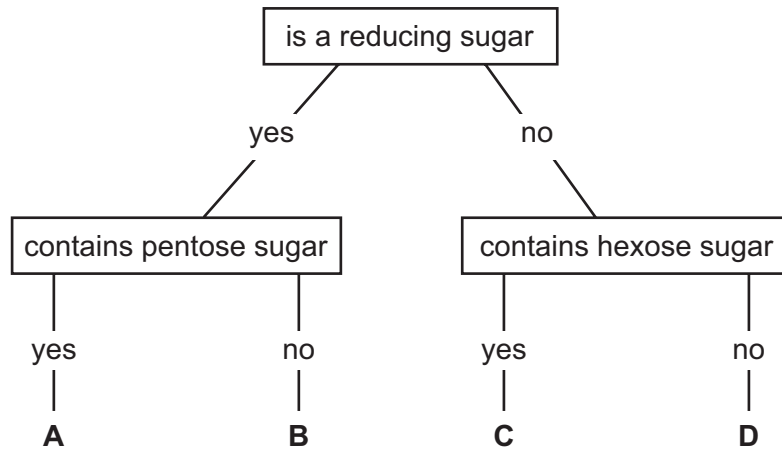 is a reducing sugar
yes
no
contains pentose sugar
contains hexose sugar
yes
no
yes
no
A
B
C
D